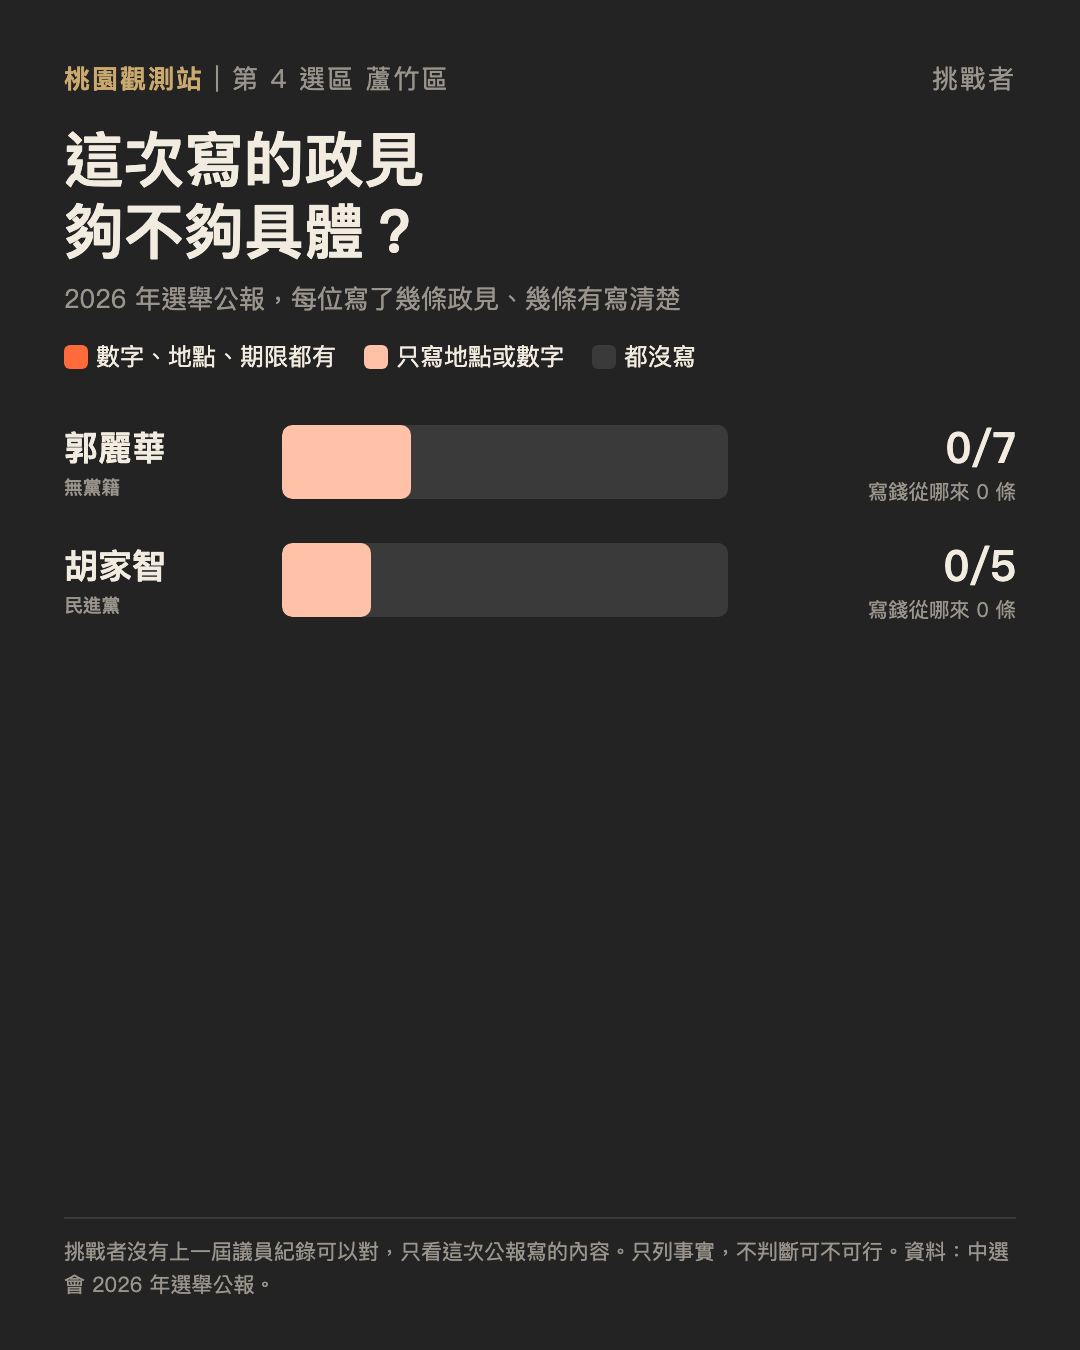 桃園觀測站｜第 4 選區 蘆竹區
挑戰者
這次寫的政見
夠不夠具體？
2026 年選舉公報，每位寫了幾條政見、幾條有寫清楚
數字、地點、期限都有
只寫地點或數字
都沒寫
郭麗華
無黨籍
0/7
寫錢從哪來 0 條
胡家智
民進黨
0/5
寫錢從哪來 0 條
挑戰者沒有上一屆議員紀錄可以對，只看這次公報寫的內容。只列事實，不判斷可不可行。資料：中選
會 2026 年選舉公報。